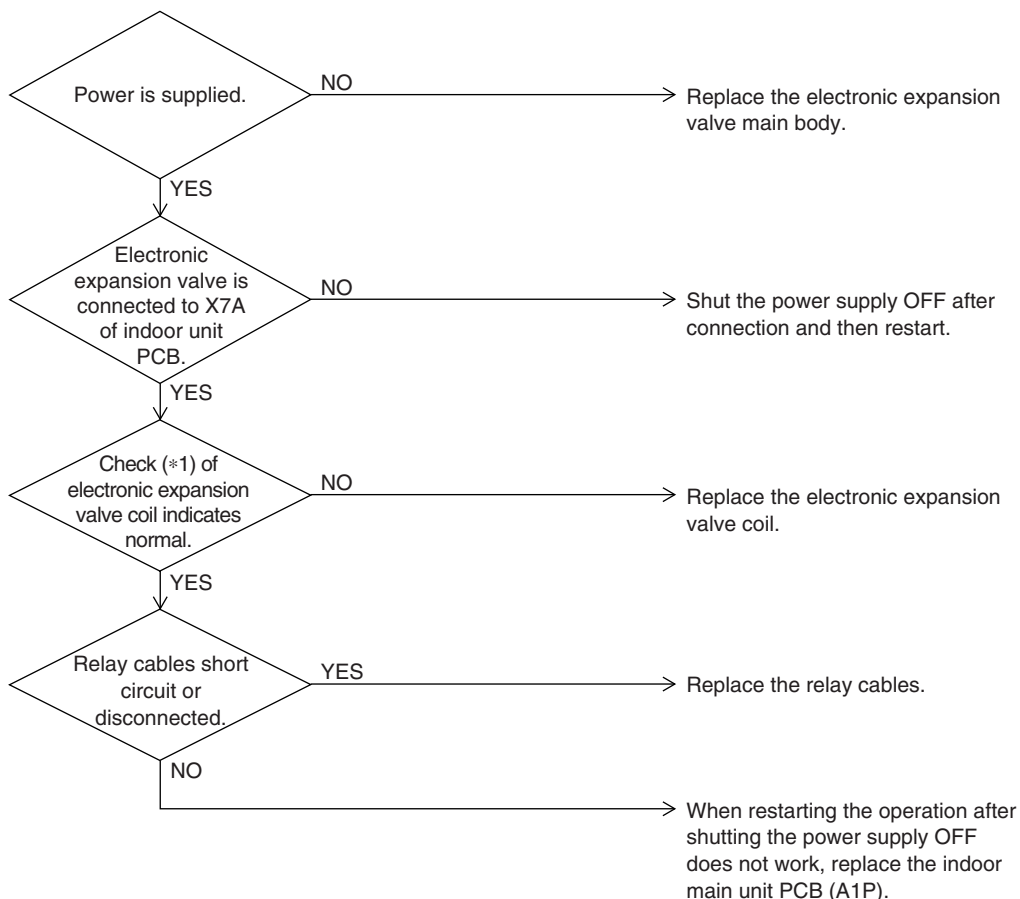 Power is supplied.
NO
Replace the electronic expansion
valve main body.
YES
Electronic
expansion valve is
connected to X7A
of indoor unit
PCB.
NO
Shut the power supply OFF after
connection and then restart.
YES
Check (*1) of
electronic expansion
valve coil indicates
normal.
NO
Replace the electronic expansion
valve coil.
YES
Relay cables short
circuit or
disconnected.
YES
Replace the relay cables.
NO
When restarting the operation after
shutting the power supply OFF
does not work, replace the indoor
main unit PCB (A1P).